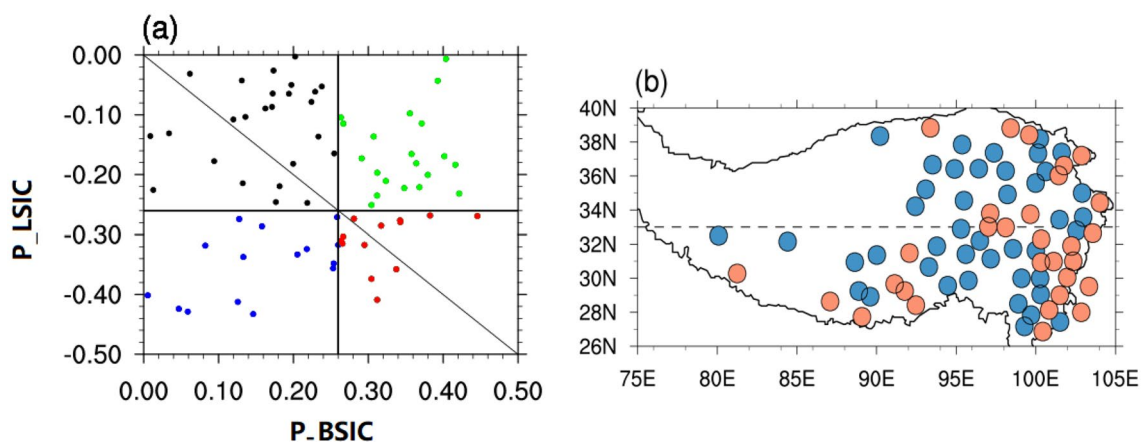 (a)
0.00
-0.10
-0.20
-0.30
-0.40
-0.50
P_LSIC
0.00 0.10 0.20 0.30 0.40 0.50
P_BSIC
(b)
40N
38N
36N
34N
32N
30N
28N
26N
75E 80E 85E 90E 95E 100E 105E